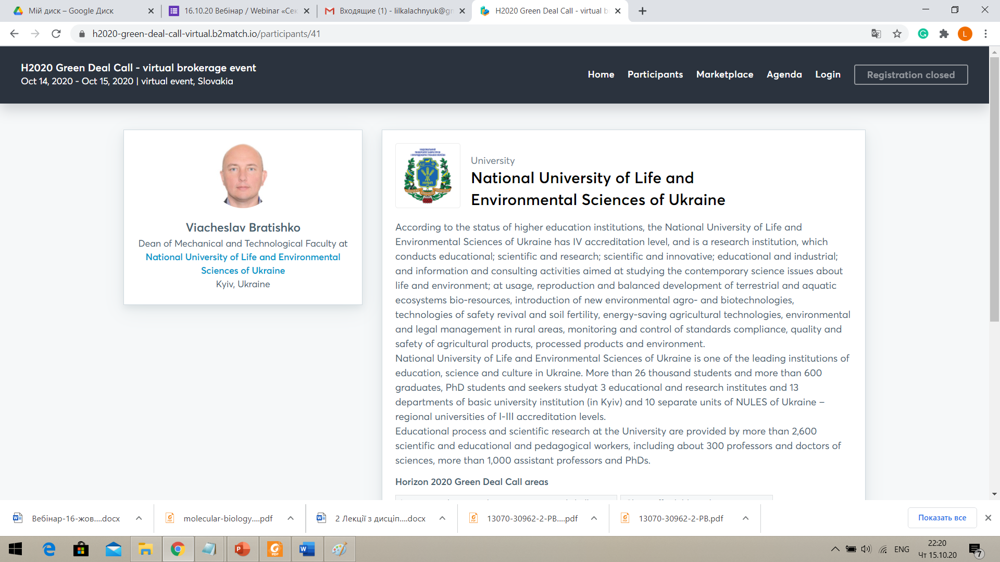 Мій диск – Google Диск
16.10.20 Вебінар / Webinar «Сек
Входящие (1) - lilkalachnyuk@gm
H2020 Green Deal Call - virtual b
h2020-green-deal-call-virtual.b2match.io/participants/41
L
H2020 Green Deal Call - virtual brokerage event
Oct 14, 2020 - Oct 15, 2020 | virtual event, Slovakia
Home Participants Marketplace Agenda Login Registration closed
Viacheslav Bratishko
Dean of Mechanical and Technological Faculty at
National University of Life and Environmental
Sciences of Ukraine
Kyiv, Ukraine
НУБіП
University
National University of Life and
Environmental Sciences of Ukraine
According to the status of higher education institutions, the National University of Life and
Environmental Sciences of Ukraine has IV accreditation level, and is a research institution, which
conducts educational; scientific and research; scientific and innovative; educational and industrial;
and information and consulting activities aimed at studying the contemporary science issues about
life and environment; at usage, reproduction and balanced development of terrestrial and aquatic
ecosystems bio-resources, introduction of new environmental agro- and biotechnologies,
technologies of safety revival and soil fertility, energy-saving agricultural technologies, environmental
and legal management in rural areas, monitoring and control of standards compliance, quality and
safety of agricultural products, processed products and environment.
National University of Life and Environmental Sciences of Ukraine is one of the leading institutions of
education, science and culture in Ukraine. More than 26 thousand students and more than 600
graduates, PhD students and seekers studyat 3 educational and research institutes and 13
departments of basic university institution (in Kyiv) and 10 separate units of NULES of Ukraine –
regional universities of I-III accreditation levels.
Educational process and scientific research at the University are provided by more than 2,600
scientific and educational and pedagogical workers, including about 300 professors and doctors of
sciences, more than 1,000 assistant professors and PhDs.
Horizon 2020 Green Deal Call areas
Вебінар-16-жов....docx
molecular-biology....pdf
2 Лекції з дисціп....docx
13070-30962-2-PB....pdf
13070-30962-2-PB.pdf
Показать все
ENG
22:20
Чт 15.10.20
7